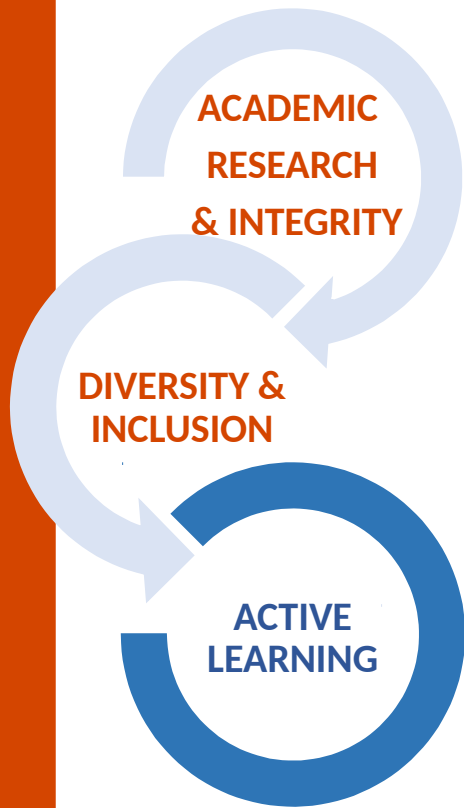 ACADEMIC
RESEARCH
& INTEGRITY
DIVERSITY &
INCLUSION
ACTIVE
LEARNING